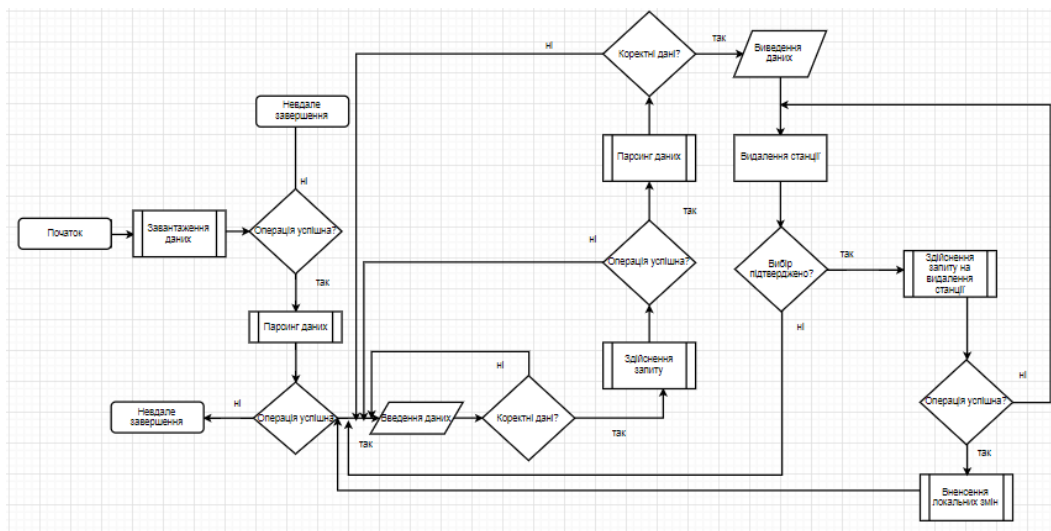 Початок
Завантаження
даних
Операція успішна?
ні
Невдале
завершення
так
Парсинг даних
Операція успішна
ні
Невдале
завершення
так
Введення даних
Коректні дані?
ні
так
Здійснення
запиту
Операція успішна?
ні
так
Парсинг даних
Коректні дані?
ні
так
Виведення
даних
Видалення станції
Вибір
підтверджено?
ні
так
Здійснення
запиту на
видалення
станції
Операція успішна?
ні
так
Вненсення
локальних змін